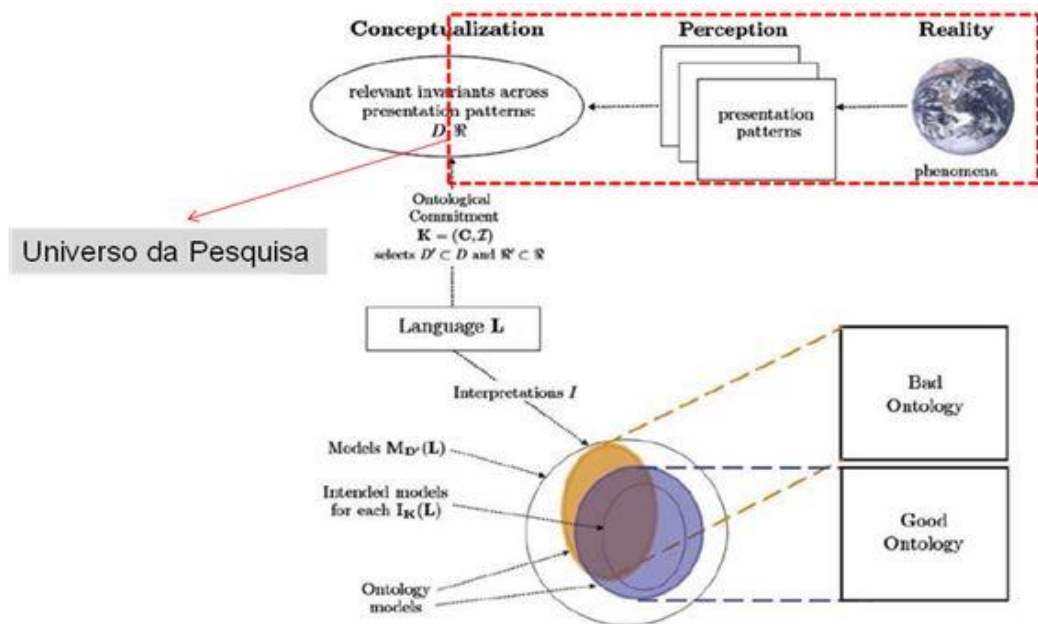 Conceptualization
Perception
Reality
relevant invariants across
presentation patterns:
D ℜ
presentation
patterns
phenomena
Ontological
Commitment
K = (C, I)
selects D′ ⊂ D and ℜ′ ⊂ ℜ
Universo da Pesquisa
Language L
Interpretations I
Bad
Ontology
Models M_D′(L)
Intended models
for each I_K(L)
Good
Ontology
Ontology
models